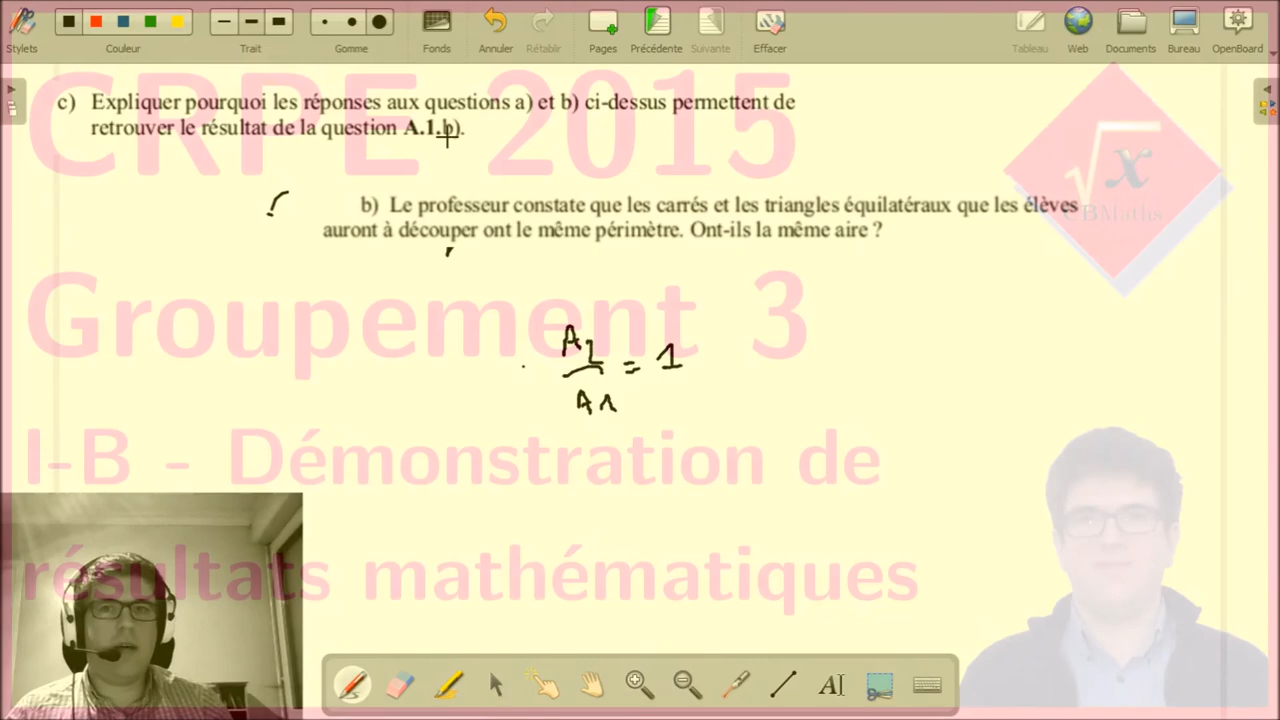 Stylets
Couleur
Trait
Gomme
Fonds
Annuler
Rétablir
Pages
Précédente
Suivante
Effacer
Tableau
Web
Documents
Bureau
OpenBoard
CRPE 2015
c) Expliquer pourquoi les réponses aux questions a) et b) ci-dessus permettent de
retrouver le résultat de la question A.1.b).
√x
CBMaths
b) Le professeur constate que les carrés et les triangles équilatéraux que les élèves
auront à découper ont le même périmètre. Ont-ils la même aire ?
Groupement 3
A2
= 1
A1
I-B - Démonstration de
résultats mathématiques
AI